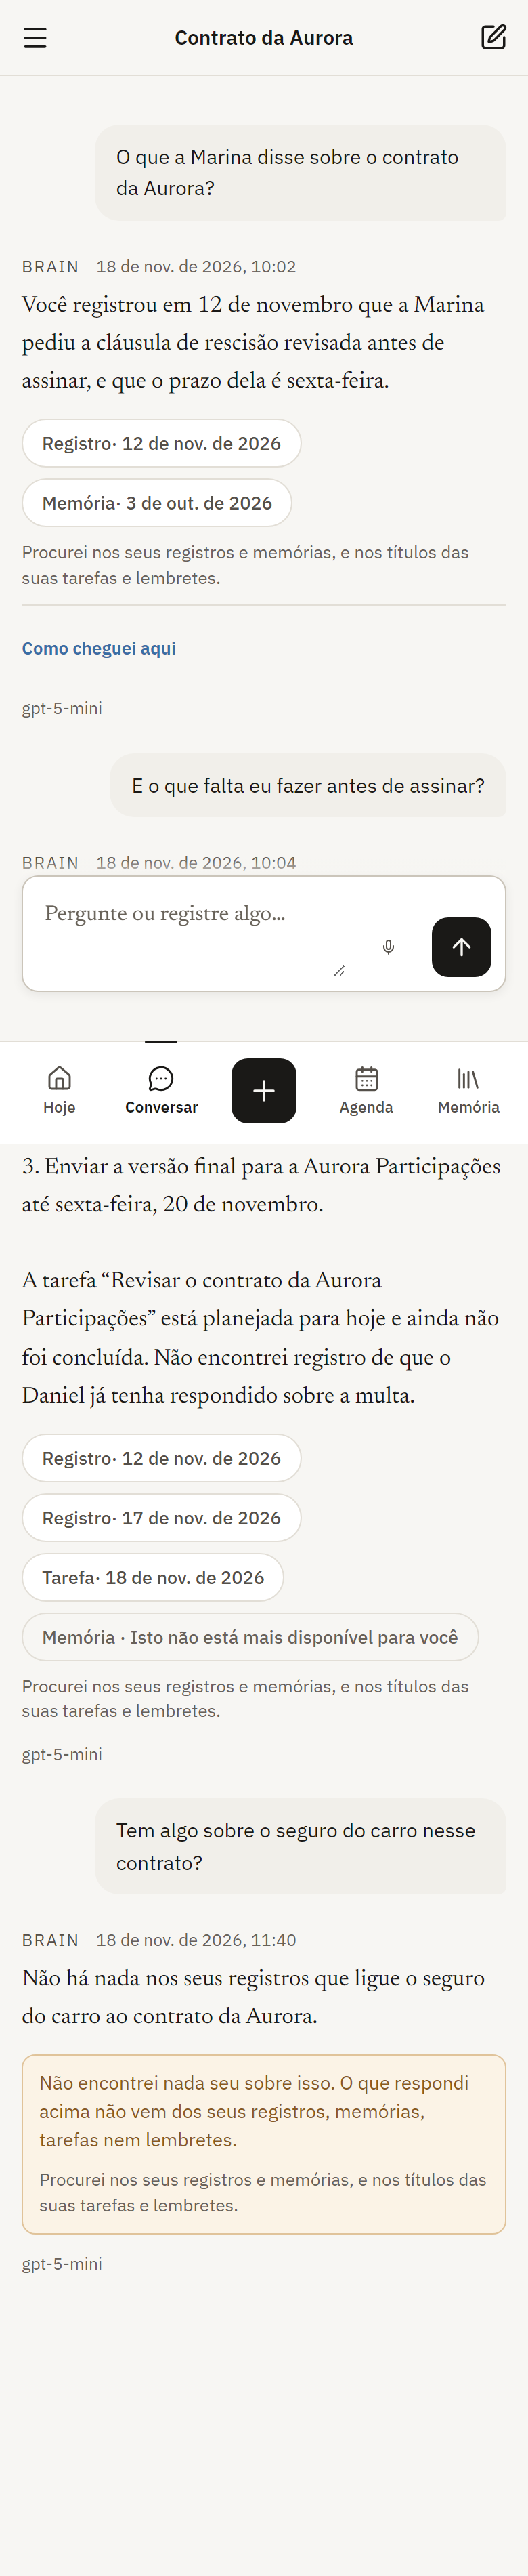 Contrato da Aurora
O que a Marina disse sobre o contrato
da Aurora?
BRAIN 18 de nov. de 2026, 10:02
Você registrou em 12 de novembro que a Marina
pediu a cláusula de rescisão revisada antes de
assinar, e que o prazo dela é sexta-feira.
Registro· 12 de nov. de 2026
Memória· 3 de out. de 2026
Procurei nos seus registros e memórias, e nos títulos das
suas tarefas e lembretes.
Como cheguei aqui
gpt-5-mini
E o que falta eu fazer antes de assinar?
BRAIN 18 de nov. de 2026, 10:04
Pergunte ou registre algo...
Hoje
Conversar
Agenda
Memória
3. Enviar a versão final para a Aurora Participações
até sexta-feira, 20 de novembro.
A tarefa “Revisar o contrato da Aurora
Participações” está planejada para hoje e ainda não
foi concluída. Não encontrei registro de que o
Daniel já tenha respondido sobre a multa.
Registro· 12 de nov. de 2026
Registro· 17 de nov. de 2026
Tarefa· 18 de nov. de 2026
Memória · Isto não está mais disponível para você
Procurei nos seus registros e memórias, e nos títulos das
suas tarefas e lembretes.
gpt-5-mini
Tem algo sobre o seguro do carro nesse
contrato?
BRAIN 18 de nov. de 2026, 11:40
Não há nada nos seus registros que ligue o seguro
do carro ao contrato da Aurora.
Não encontrei nada seu sobre isso. O que respondi
acima não vem dos seus registros, memórias,
tarefas nem lembretes.
Procurei nos seus registros e memórias, e nos títulos das
suas tarefas e lembretes.
gpt-5-mini